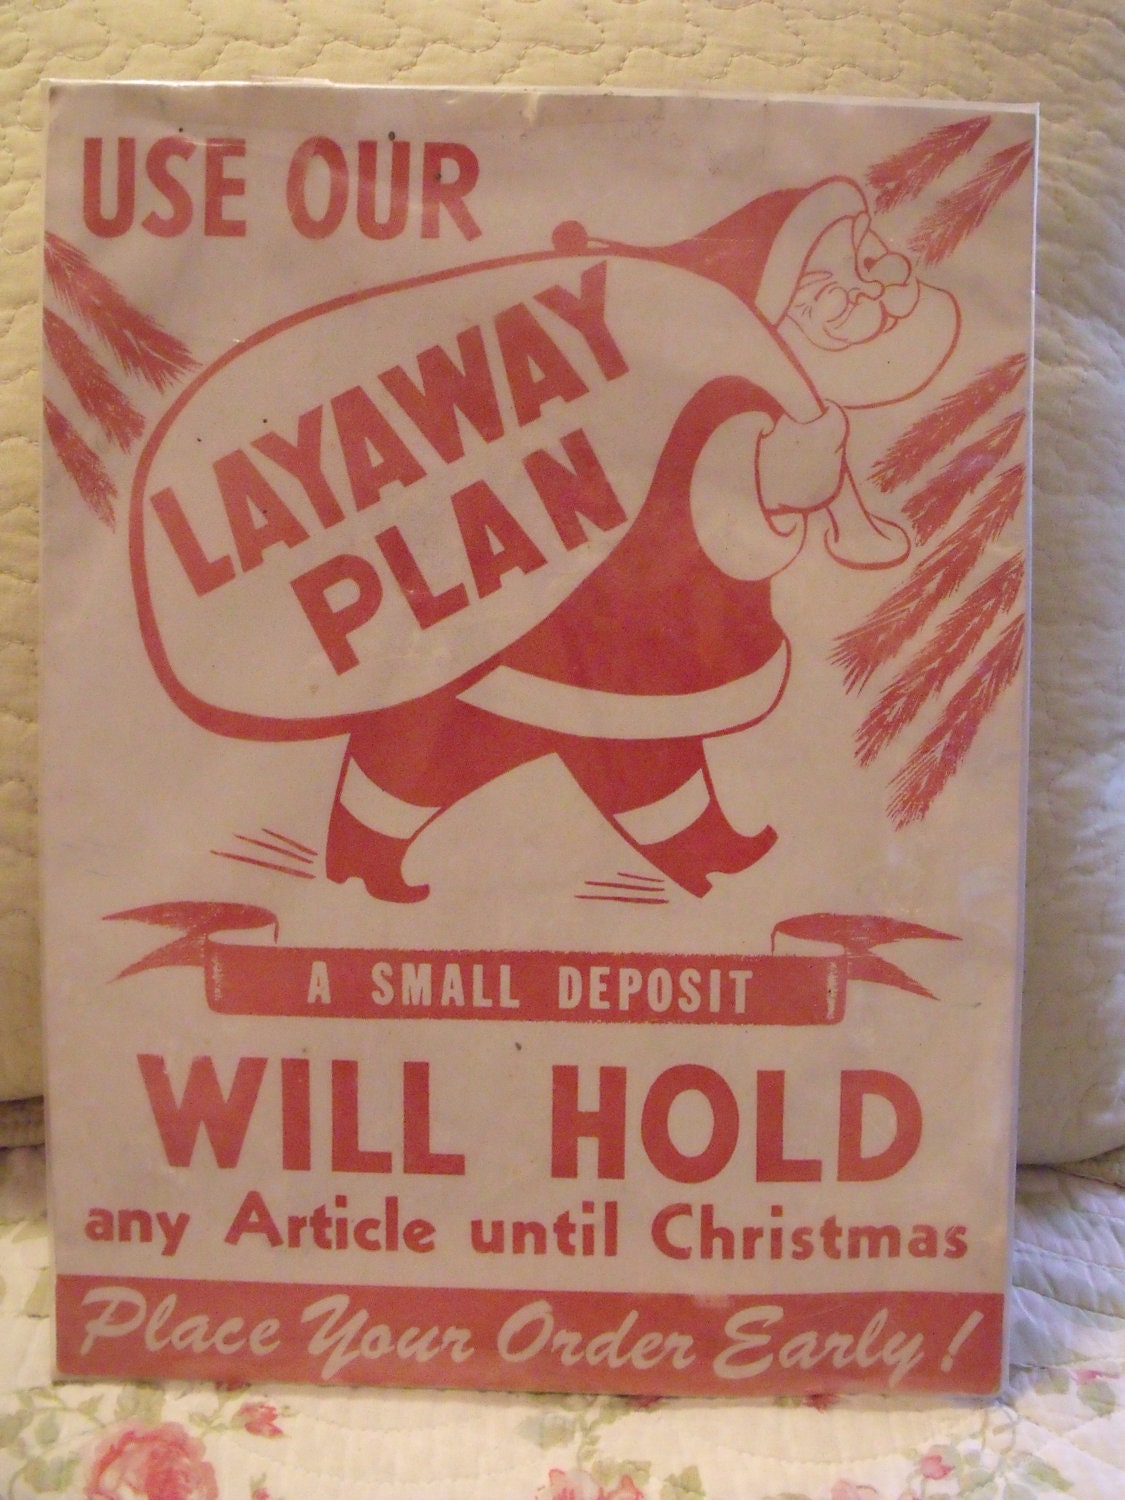 USE OUR
LAYAWAY
PLAN
A SMALL DEPOSIT
WILL HOLD
any Article until Christmas
Place Your Order Early!